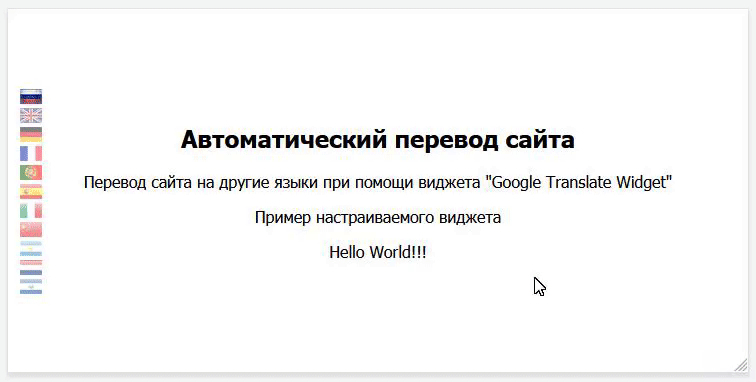 Автоматический перевод сайта
Перевод сайта на другие языки при помощи виджета "Google Translate Widget"
Пример настраиваемого виджета
Hello World!!!